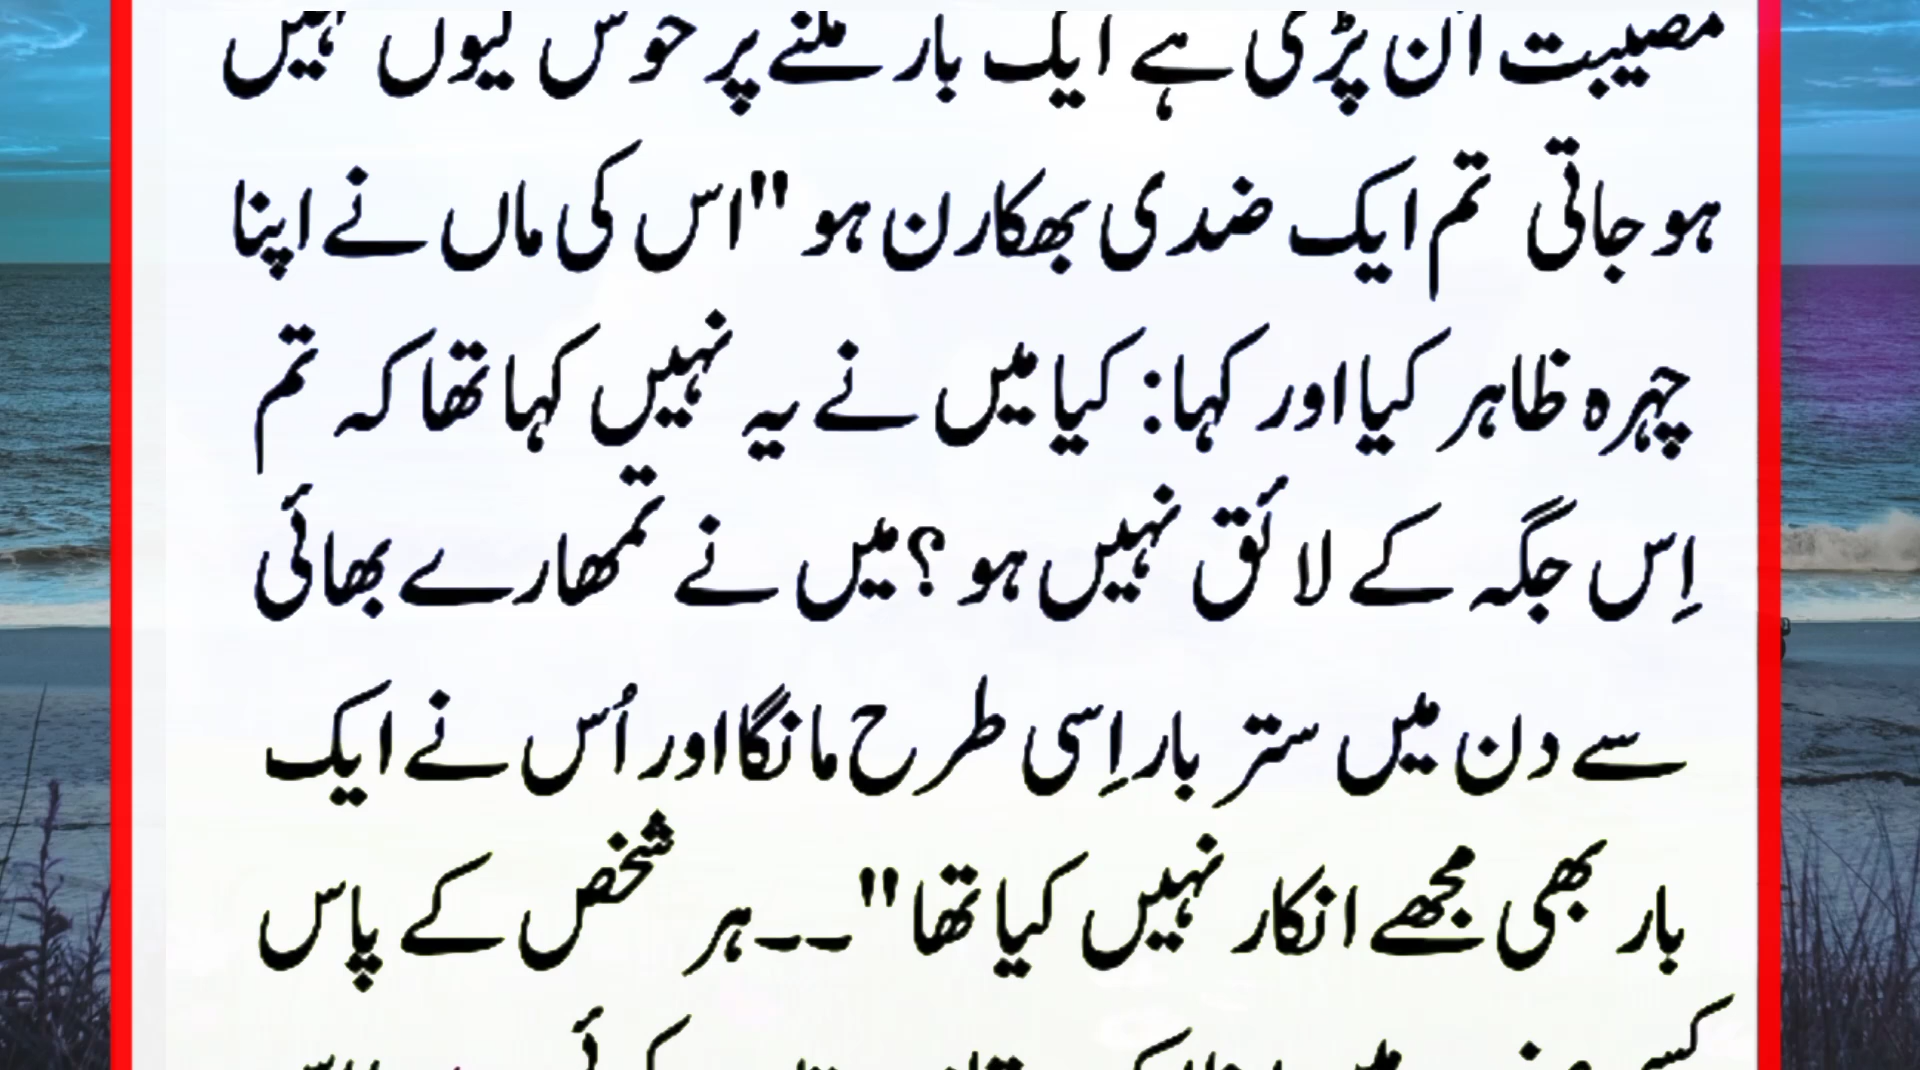 مصیبت آن پڑی ہے ایک بار ملنے پر خوش کیوں نہیں
ہو جاتی تم ایک ضدی بھکارن ہو "اس کی ماں نے اپنا
چہرہ ظاہر کیا اور کہا: کیا میں نے یہ نہیں کہا تھا کہ تم
اِس جگہ کے لائق نہیں ہو ؟ میں نے تمھارے بھائی
سے دن میں ستر بار اِسی طرح مانگا اور اُس نے ایک
بار بھی مجھے انکار نہیں کیا تھا"۔۔ ہر شخص کے پاس
کسی